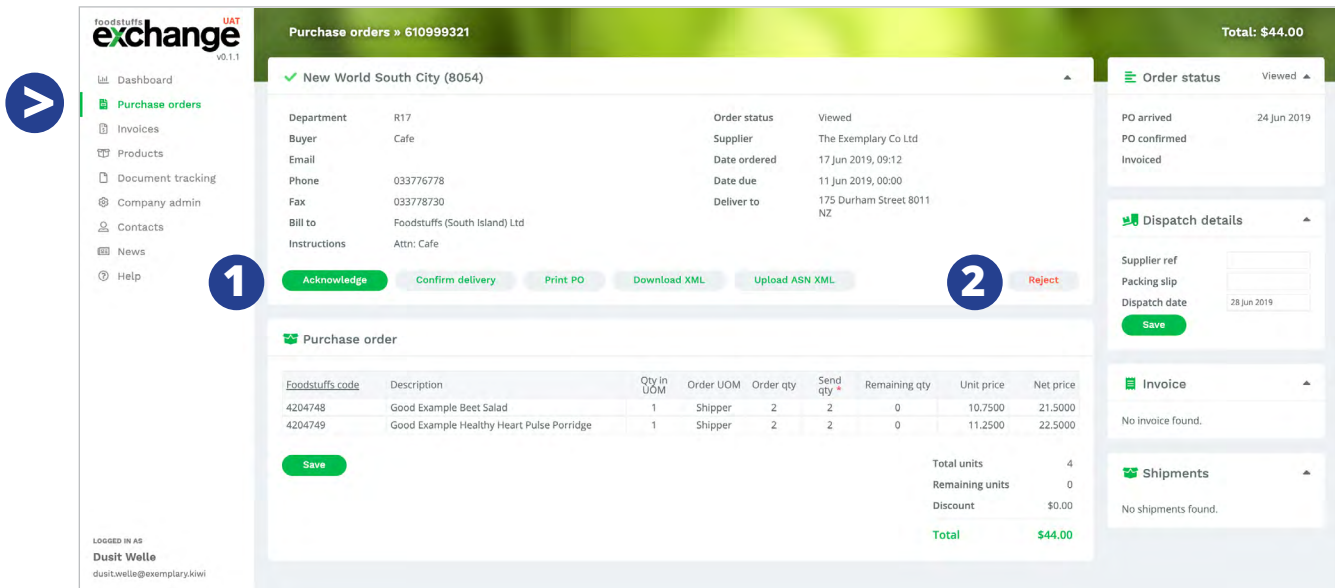 foodstuffs UAT
exchange
v0.1.1
>
Dashboard
Purchase orders
Invoices
Products
Document tracking
Company admin
Contacts
News
Help
LOGGED IN AS
Dusit Welle
dusit.welle@exemplary.kiwi
Purchase orders » 610999321 Total: $44.00
New World South City (8054)
Department R17
Buyer Cafe
Email
Phone 033776778
Fax 033778730
Bill to Foodstuffs (South Island) Ltd
Instructions Attn: Cafe
Order status Viewed
Supplier The Exemplary Co Ltd
Date ordered 17 Jun 2019, 09:12
Date due 11 Jun 2019, 00:00
Deliver to 175 Durham Street 8011
NZ
1 Acknowledge Confirm delivery Print PO Download XML Upload ASN XML 2 Reject
Purchase order
Foodstuffs code Description Qty in UOM Order UOM Order qty Send qty * Remaining qty Unit price Net price
4204748 Good Example Beet Salad 1 Shipper 2 2 0 10.7500 21.5000
4204749 Good Example Healthy Heart Pulse Porridge 1 Shipper 2 2 0 11.2500 22.5000
Save
Total units 4
Remaining units 0
Discount $0.00
Total $44.00
Order status Viewed
PO arrived 24 Jun 2019
PO confirmed
Invoiced
Dispatch details
Supplier ref
Packing slip
Dispatch date 28 Jun 2019
Save
Invoice
No invoice found.
Shipments
No shipments found.